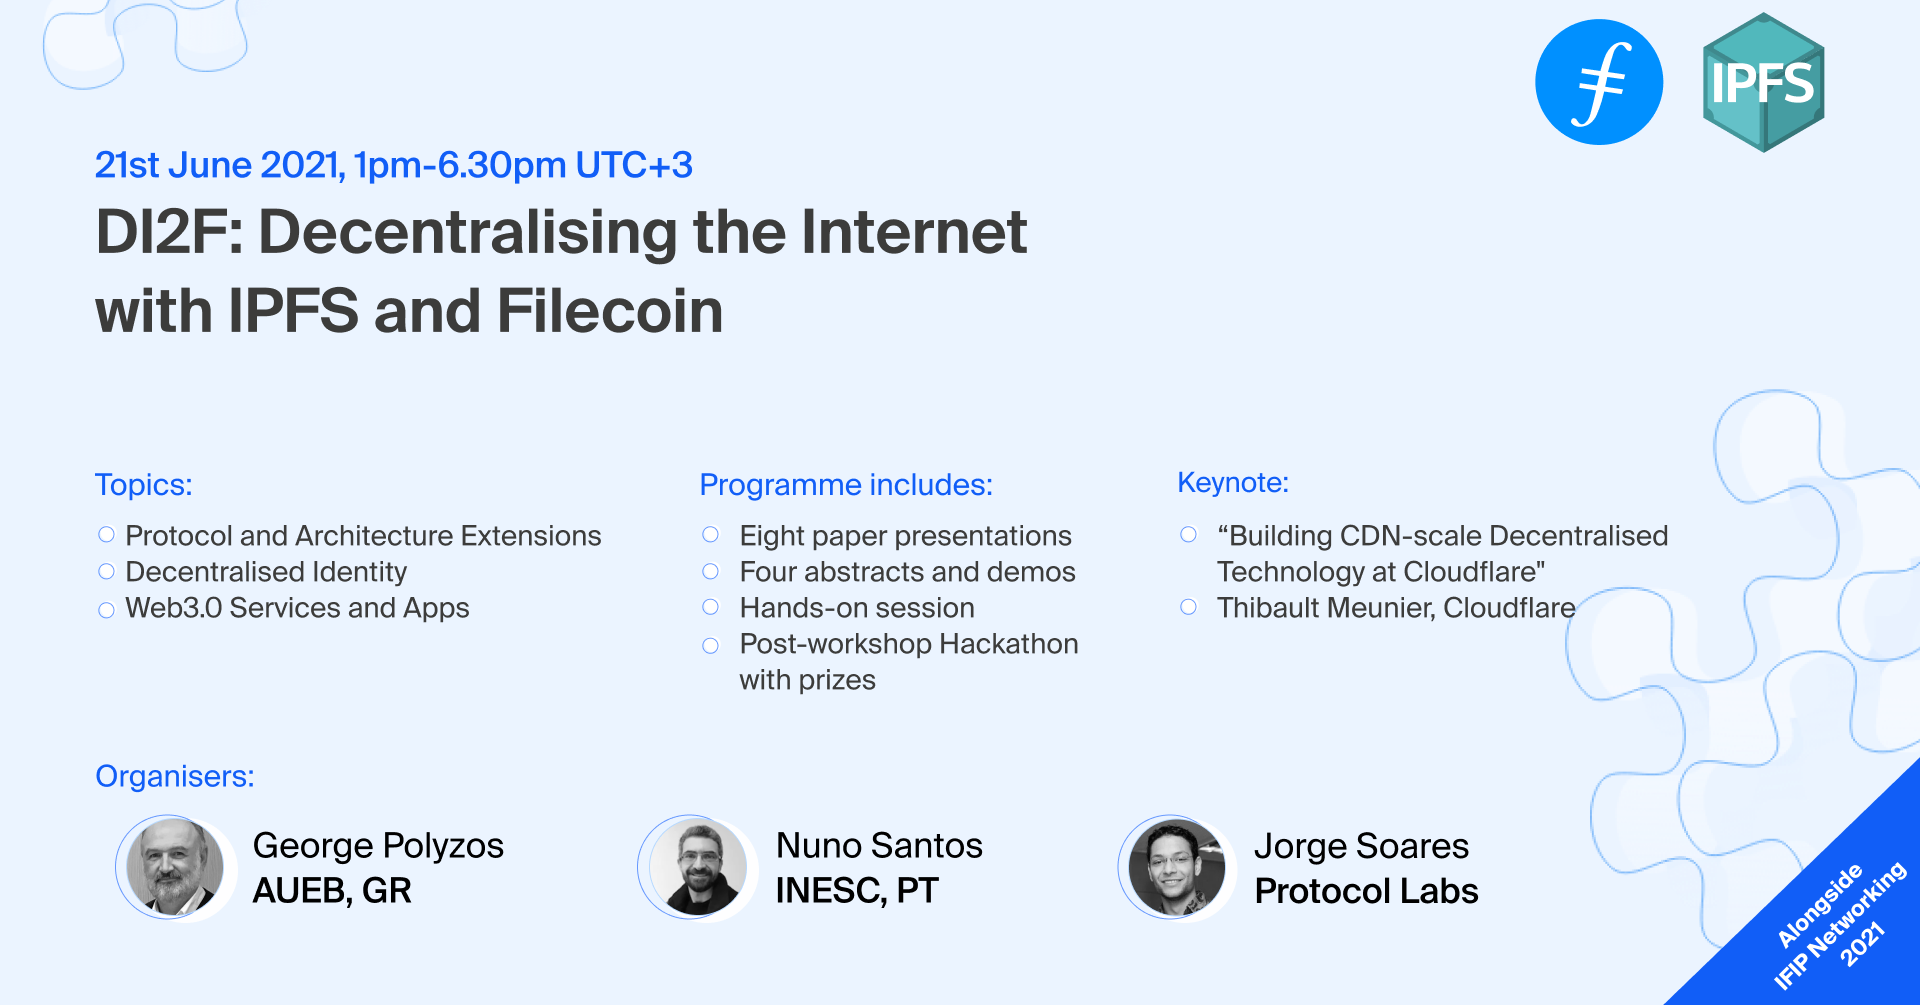 IPFS
21st June 2021, 1pm-6.30pm UTC+3
DI2F: Decentralising the Internet
with IPFS and Filecoin
Topics:
Protocol and Architecture Extensions
Decentralised Identity
Web3.0 Services and Apps
Programme includes:
Eight paper presentations
Four abstracts and demos
Hands-on session
Post-workshop Hackathon
with prizes
Keynote:
“Building CDN-scale Decentralised
Technology at Cloudflare"
Thibault Meunier, Cloudflare
Organisers:
George Polyzos
AUEB, GR
Nuno Santos
INESC, PT
Jorge Soares
Protocol Labs
Alongside
IFIP Networking
2021